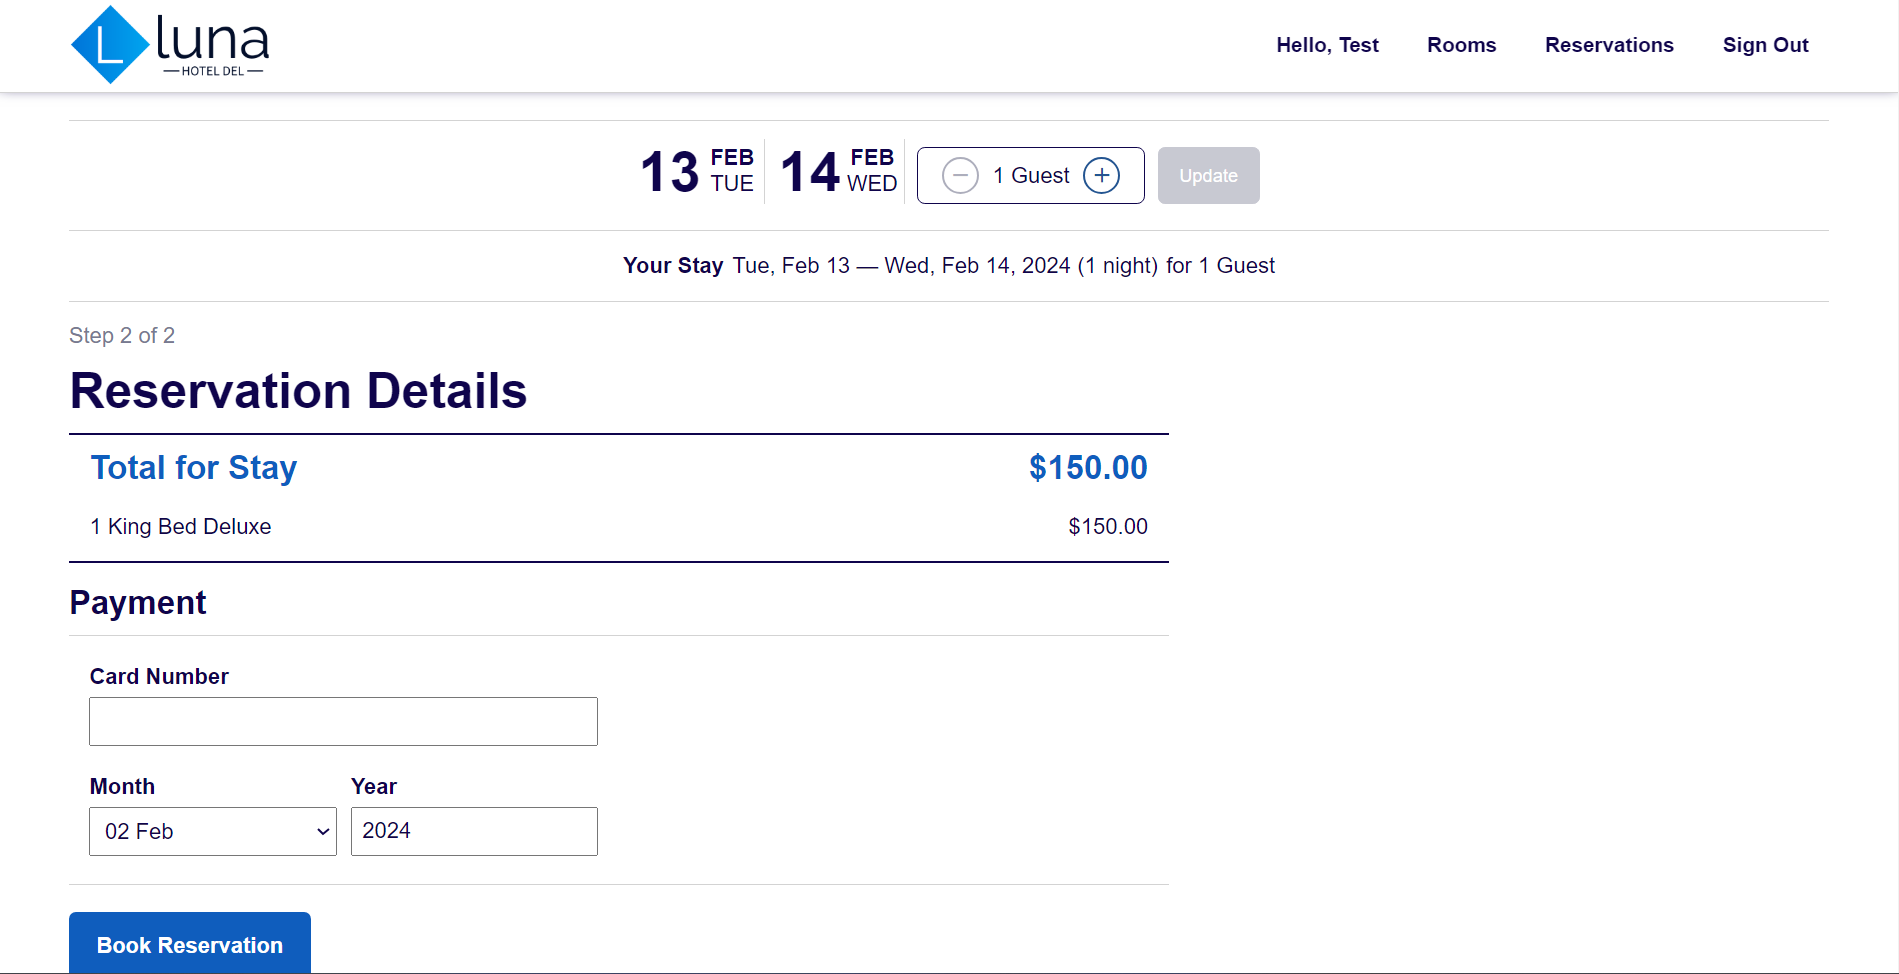 L luna
HOTEL DEL
Hello, Test Rooms Reservations Sign Out
13 FEB TUE 14 FEB WED 1 Guest Update
Your Stay Tue, Feb 13 — Wed, Feb 14, 2024 (1 night) for 1 Guest
Step 2 of 2
Reservation Details
Total for Stay $150.00
1 King Bed Deluxe $150.00
Payment
Card Number
Month Year
02 Feb 2024
Book Reservation